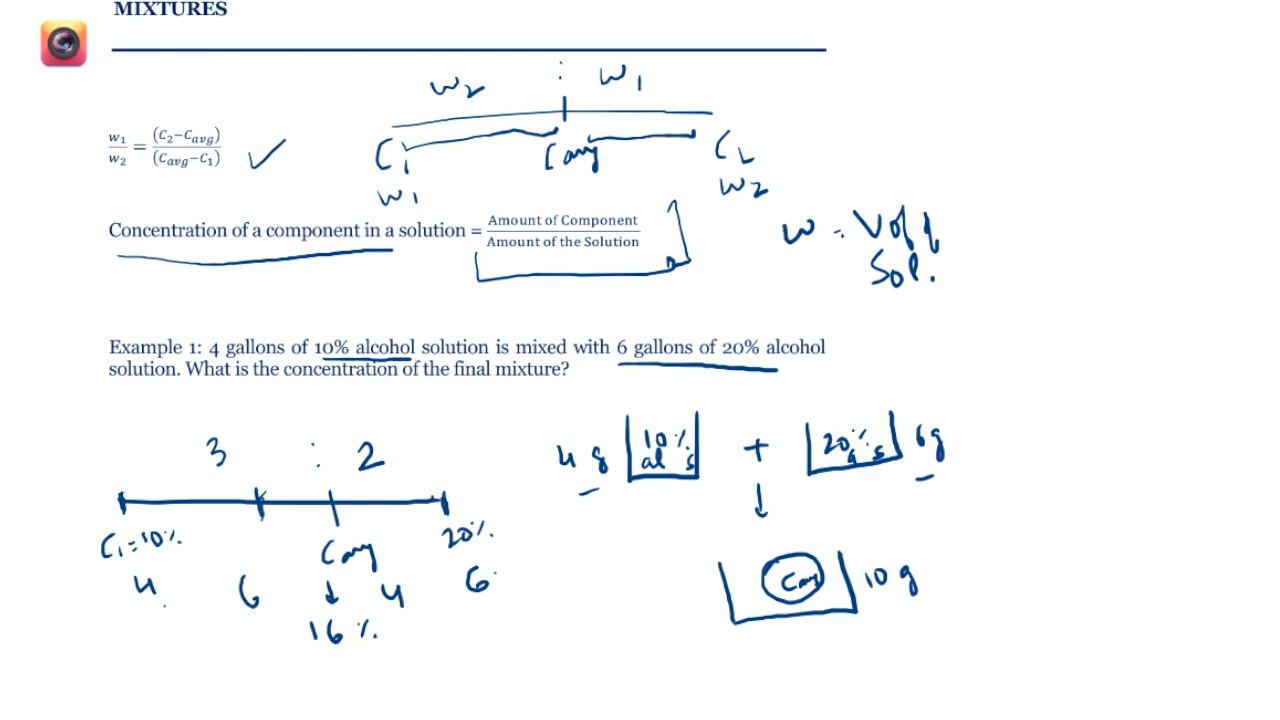 MIXTURES
w₂ : w₁
w₁/w₂ = (C₂−Cavg)/(Cavg−C₁) ✓
C₁ Cavg C₂
w₁ w₂
Concentration of a component in a solution = Amount of Component / Amount of the Solution
w = Vol of
Sol.
Example 1: 4 gallons of 10% alcohol solution is mixed with 6 gallons of 20% alcohol
solution. What is the concentration of the final mixture?
3 : 2
4 g 10% al s + 20% a s 6g
C₁=10% Cavg 20%
4 6 ↓ 4 6
16%
↓
Cavg 10 g